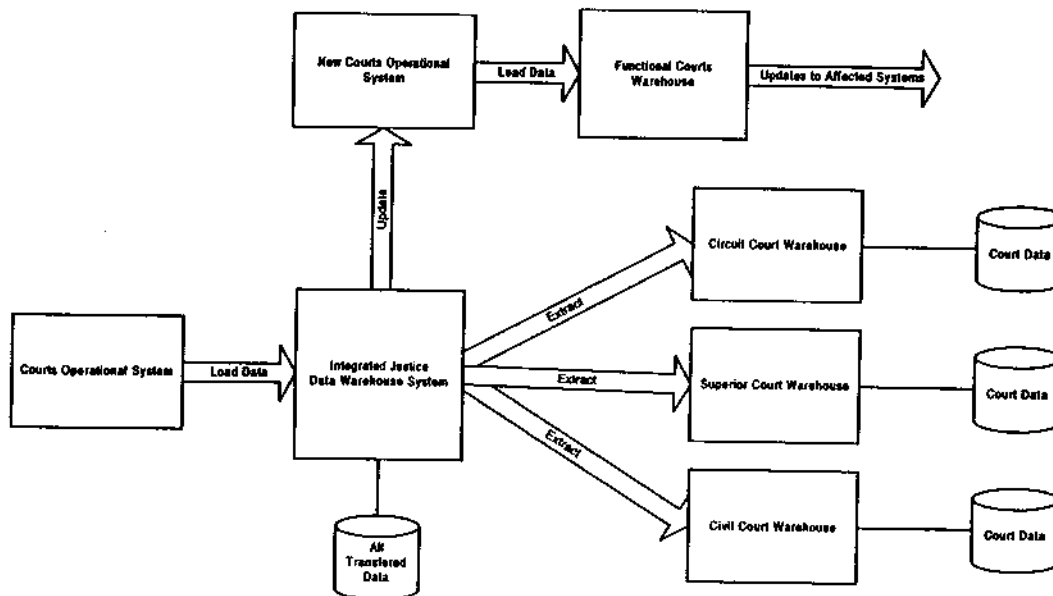 New Courts Operational
System
Load Data
Functional Courts
Warehouse
Updates to Affected Systems
Update
Circuit Court Warehouse
Court Data
Extract
Courts Operational System
Load Data
Integrated Justice
Data Warehouse System
Extract
Superior Court Warehouse
Court Data
Extract
Civil Court Warehouse
Court Data
All
Transfered
Data